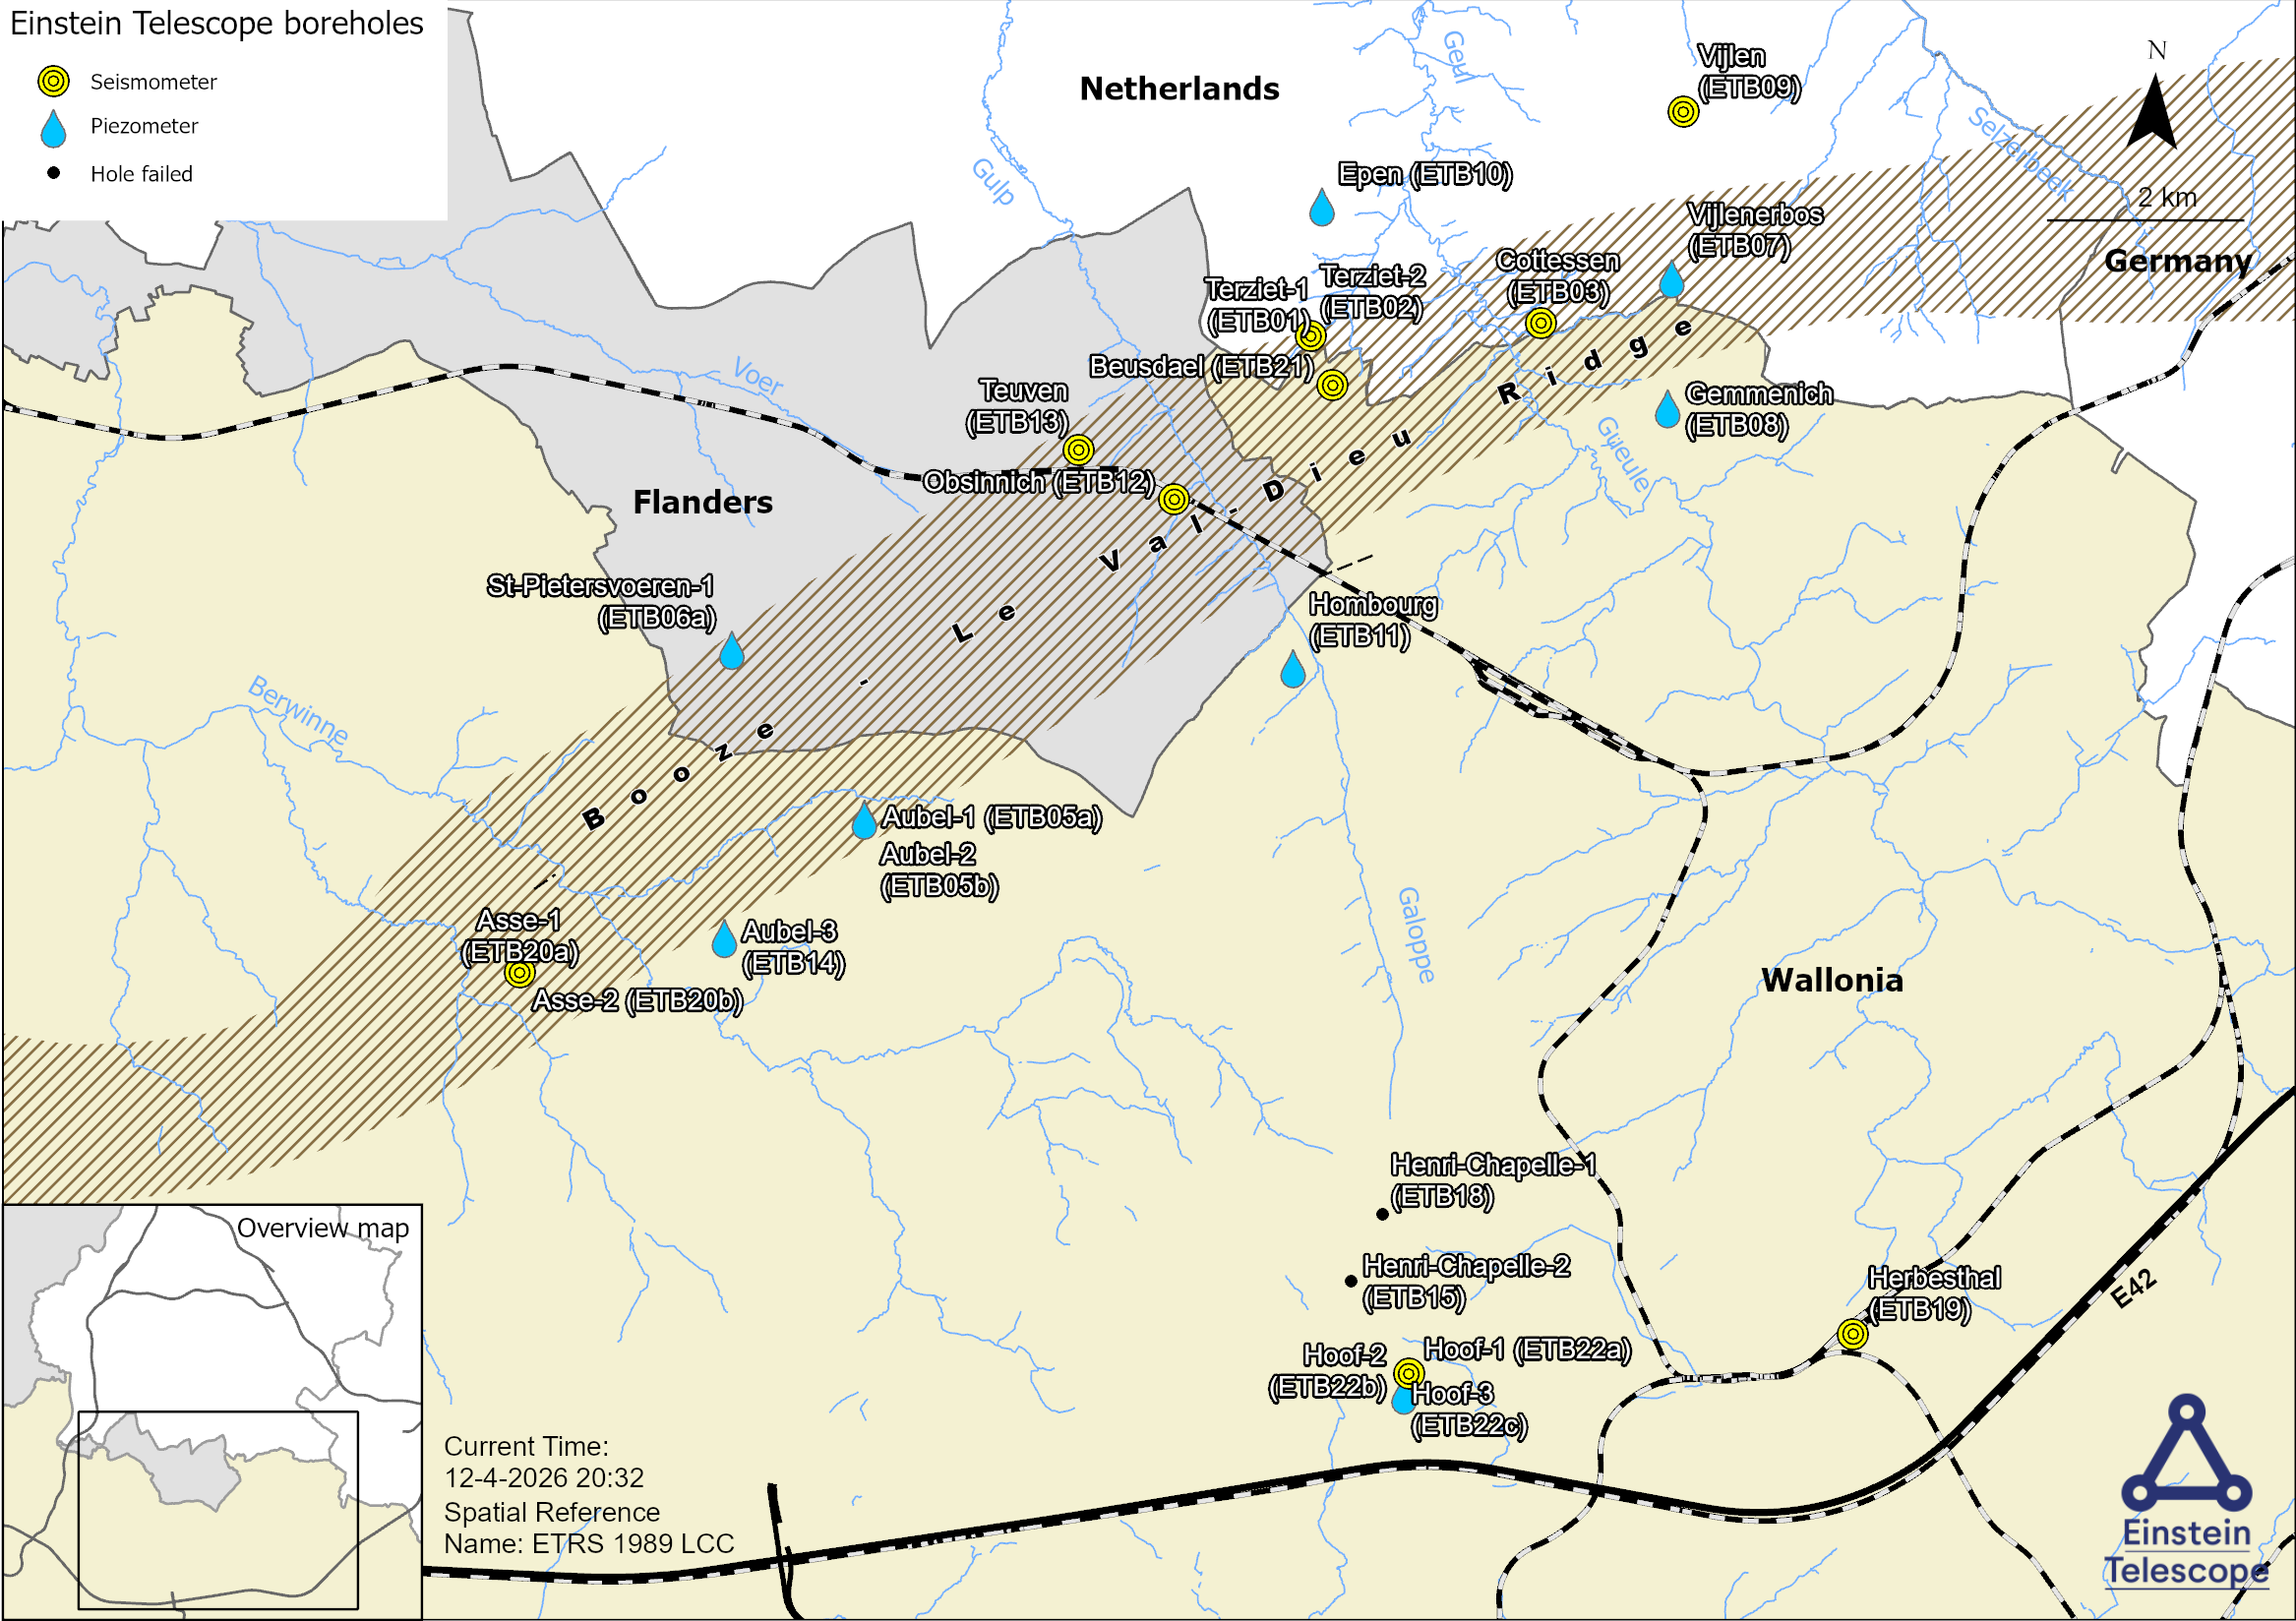 Einstein Telescope boreholes
Seismometer
Piezometer
Hole failed
Netherlands
Geul
Vijlen
(ETB09)
N
Selzerbeek
2 km
Germany
Gulp
Epen (ETB10)
Vijlenerbos
(ETB07)
Cottessen
(ETB03)
Terziet-1
(ETB01)
Terziet-2
(ETB02)
Beusdael (ETB21)
Voer
Teuven
(ETB13)
Gemmenich
(ETB08)
Gueule
Obsinnich (ETB12)
Flanders
Booze - Le Val-Dieu Ridge
St-Pietersvoeren-1
(ETB06a)
Hombourg
(ETB11)
Berwinne
Aubel-1 (ETB05a)
Aubel-2
(ETB05b)
Asse-1
(ETB20a)
Aubel-3
(ETB14)
Asse-2 (ETB20b)
Galoppe
Wallonia
Henri-Chapelle-1
(ETB18)
Henri-Chapelle-2
(ETB15)
Herbesthal
(ETB19)
E42
Hoof-2
(ETB22b)
Hoof-1 (ETB22a)
Hoof-3
(ETB22c)
Overview map
Current Time:
12-4-2026 20:32
Spatial Reference
Name: ETRS 1989 LCC
Einstein
Telescope